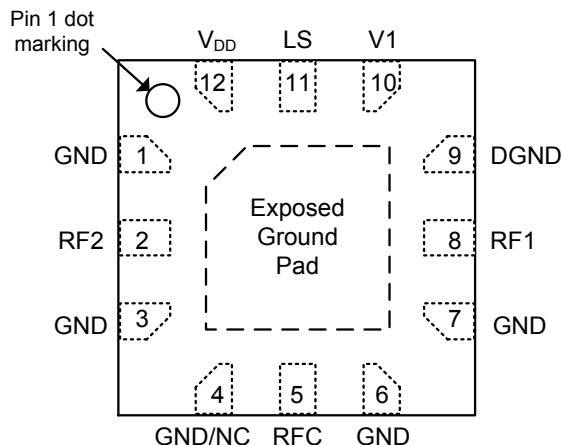 Pin 1 dot
marking
VDD LS V1
12 11 10
GND 1 9 DGND
Exposed
RF2 2 Ground 8 RF1
Pad
GND 3 7 GND
4 5 6
GND/NC RFC GND